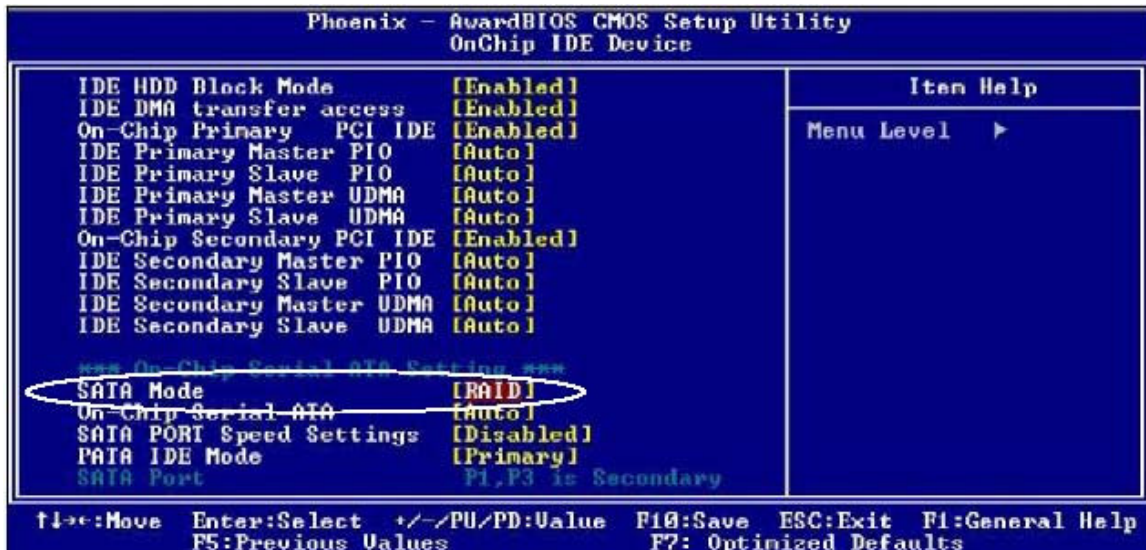 Phoenix - AwardBIOS CMOS Setup Utility
OnChip IDE Device
IDE HDD Block Mode [Enabled]
IDE DMA transfer access [Enabled]
On-Chip Primary PCI IDE [Enabled]
IDE Primary Master PIO [Auto]
IDE Primary Slave PIO [Auto]
IDE Primary Master UDMA [Auto]
IDE Primary Slave UDMA [Auto]
On-Chip Secondary PCI IDE [Enabled]
IDE Secondary Master PIO [Auto]
IDE Secondary Slave PIO [Auto]
IDE Secondary Master UDMA [Auto]
IDE Secondary Slave UDMA [Auto]
*** On-Chip Serial ATA Setting ***
SATA Mode [RAID]
On-Chip Serial ATA [Auto]
SATA PORT Speed Settings [Disabled]
PATA IDE Mode [Primary]
SATA Port P1,P3 is Secondary
Item Help
Menu Level ►
↑↓→←:Move Enter:Select +/-/PU/PD:Value F10:Save ESC:Exit F1:General Help
F5:Previous Values F7: Optimized Defaults